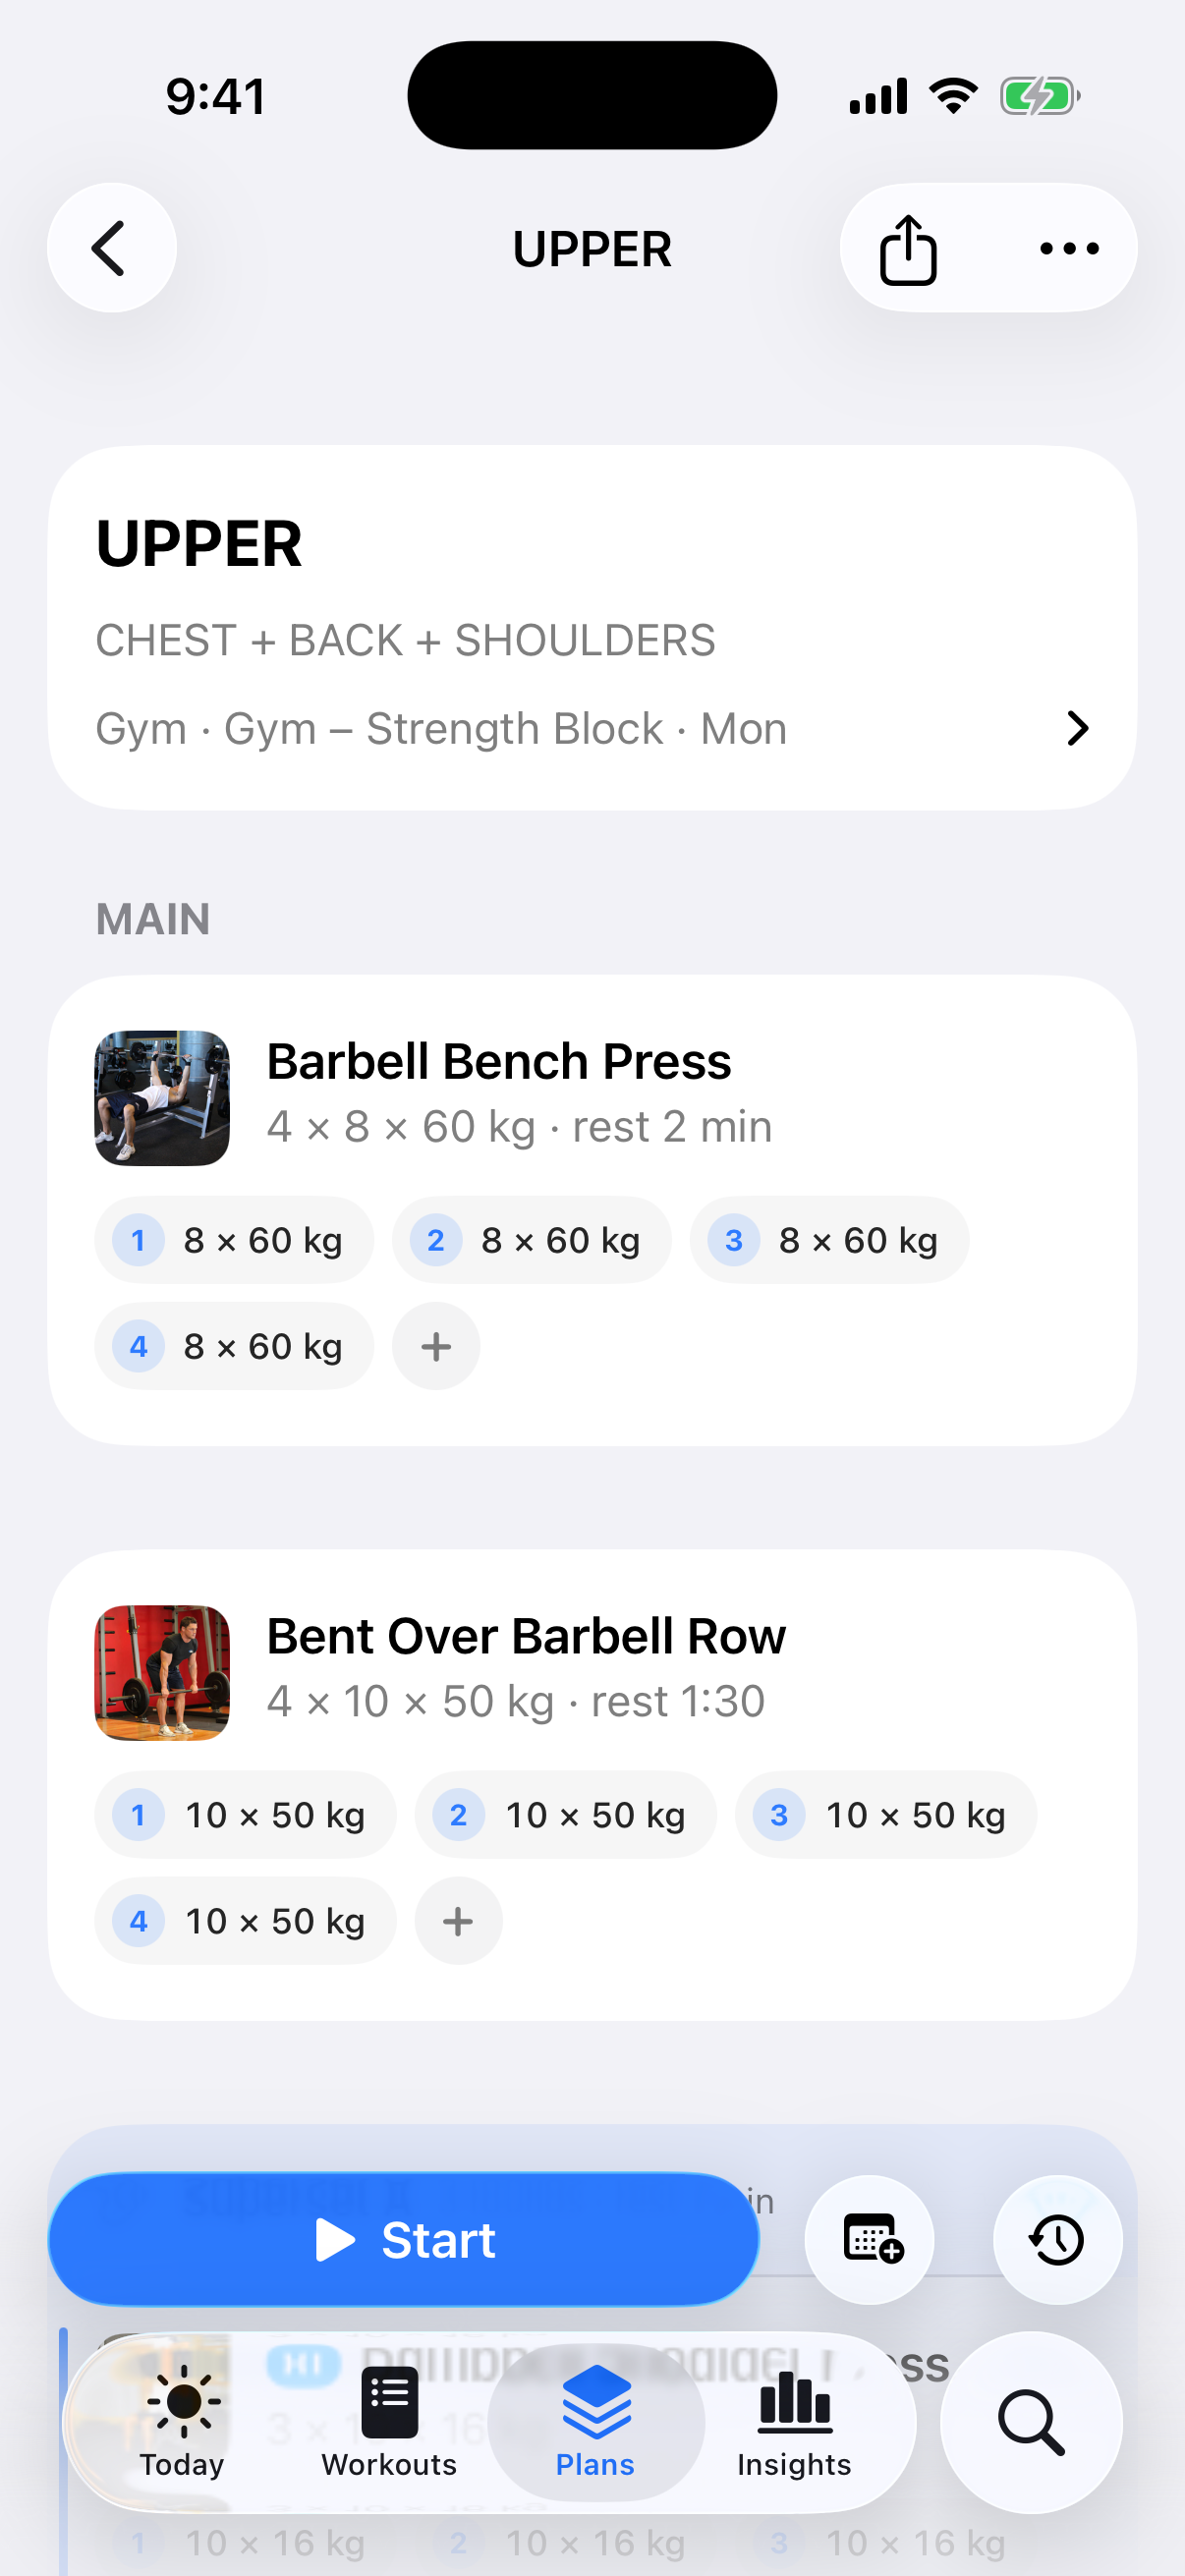 9:41
UPPER
UPPER
CHEST + BACK + SHOULDERS
Gym · Gym – Strength Block · Mon
MAIN
Barbell Bench Press
4 × 8 × 60 kg · rest 2 min
1 8 × 60 kg 2 8 × 60 kg 3 8 × 60 kg
4 8 × 60 kg +
Bent Over Barbell Row
4 × 10 × 50 kg · rest 1:30
1 10 × 50 kg 2 10 × 50 kg 3 10 × 50 kg
4 10 × 50 kg +
Start
Today Workouts Plans Insights
1 10 × 16 kg 2 10 × 16 kg 3 10 × 16 kg